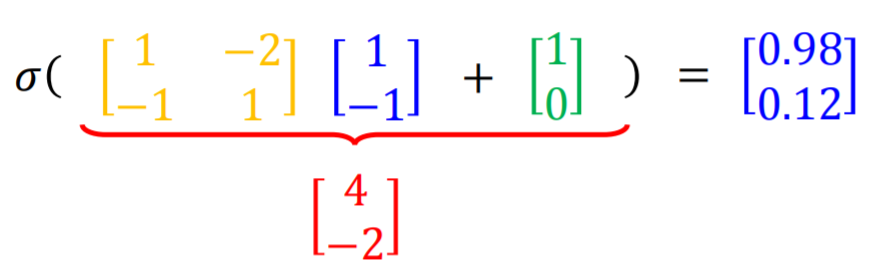 σ( [1 −2; −1 1] [1; −1] + [1; 0] ) = [0.98; 0.12]
[4; −2]